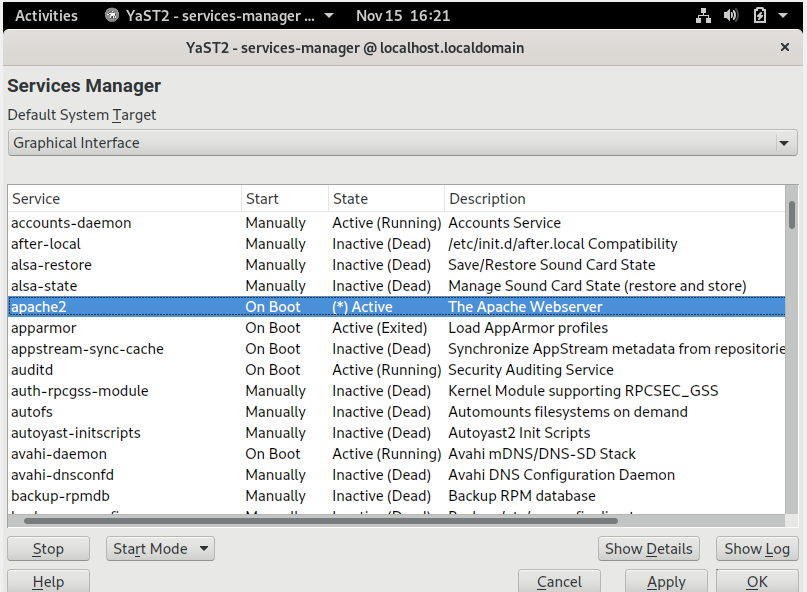 Activities YaST2 - services-manager ... Nov 15 16:21
YaST2 - services-manager @ localhost.localdomain ×
Services Manager
Default System Target
Graphical Interface
Service Start State Description
accounts-daemon Manually Active (Running) Accounts Service
after-local Manually Inactive (Dead) /etc/init.d/after.local Compatibility
alsa-restore Manually Inactive (Dead) Save/Restore Sound Card State
alsa-state Manually Inactive (Dead) Manage Sound Card State (restore and store)
apache2 On Boot (*) Active The Apache Webserver
apparmor On Boot Active (Exited) Load AppArmor profiles
appstream-sync-cache On Boot Inactive (Dead) Synchronize AppStream metadata from repositorie
auditd On Boot Active (Running) Security Auditing Service
auth-rpcgss-module Manually Inactive (Dead) Kernel Module supporting RPCSEC_GSS
autofs Manually Inactive (Dead) Automounts filesystems on demand
autoyast-initscripts Manually Inactive (Dead) Autoyast2 Init Scripts
avahi-daemon On Boot Active (Running) Avahi mDNS/DNS-SD Stack
avahi-dnsconfd Manually Inactive (Dead) Avahi DNS Configuration Daemon
backup-rpmdb Manually Inactive (Dead) Backup RPM database
Stop Start Mode Show Details Show Log
Help Cancel Apply OK